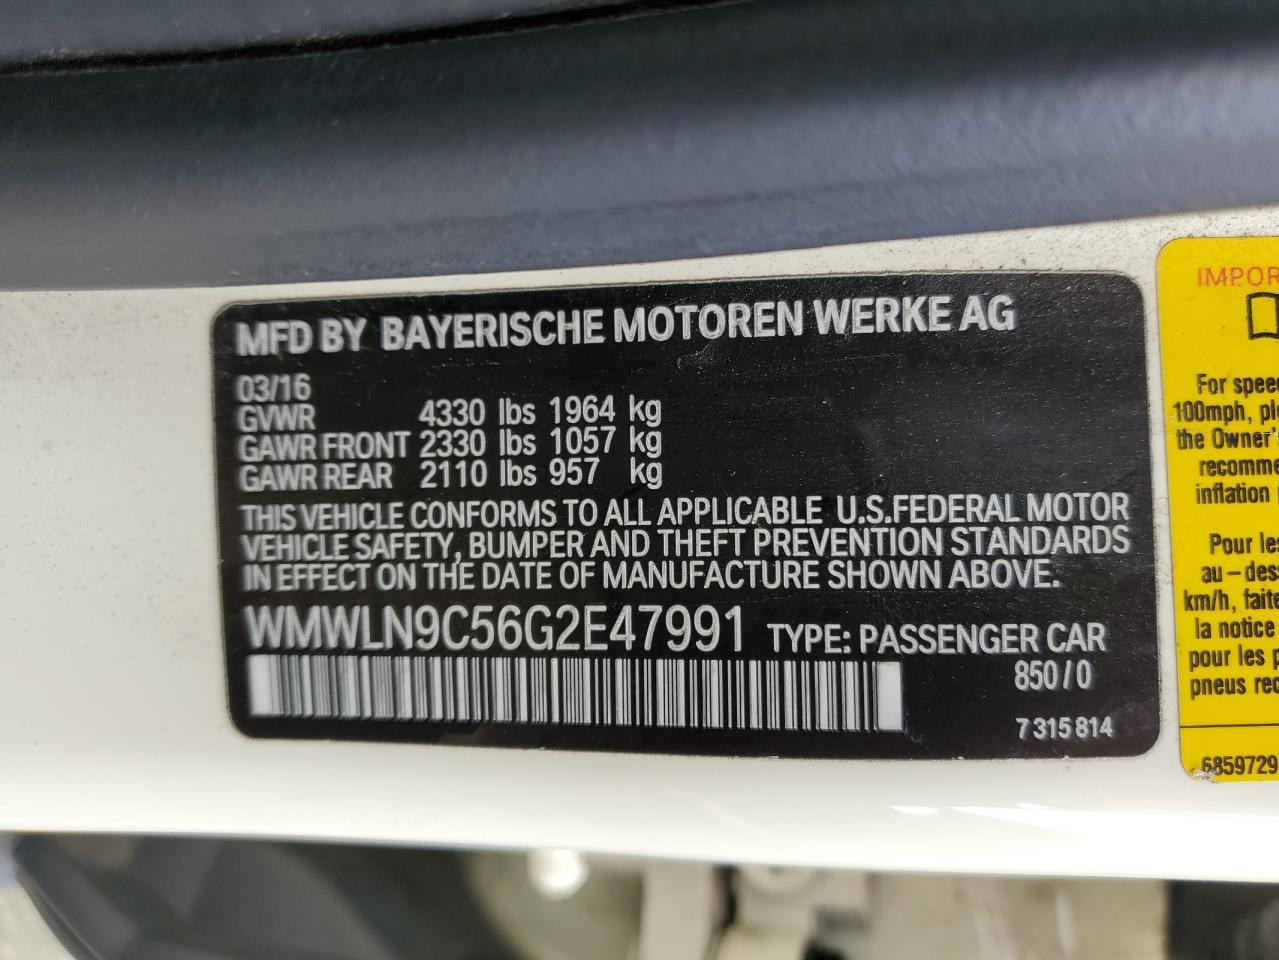 MFD BY BAYERISCHE MOTOREN WERKE AG
03/16
GVWR 4330 lbs 1964 kg
GAWR FRONT 2330 lbs 1057 kg
GAWR REAR 2110 lbs 957 kg
THIS VEHICLE CONFORMS TO ALL APPLICABLE U.S.FEDERAL MOTOR
VEHICLE SAFETY, BUMPER AND THEFT PREVENTION STANDARDS
IN EFFECT ON THE DATE OF MANUFACTURE SHOWN ABOVE.
WMWLN9C56G2E47991 TYPE: PASSENGER CAR
850/0
7 315 814
IMPOR
For speed
100mph, ple
the Owner's
recomme
inflation
Pour les
au-dess
km/h, faite
la notice
pour les p
pneus rec
6859729